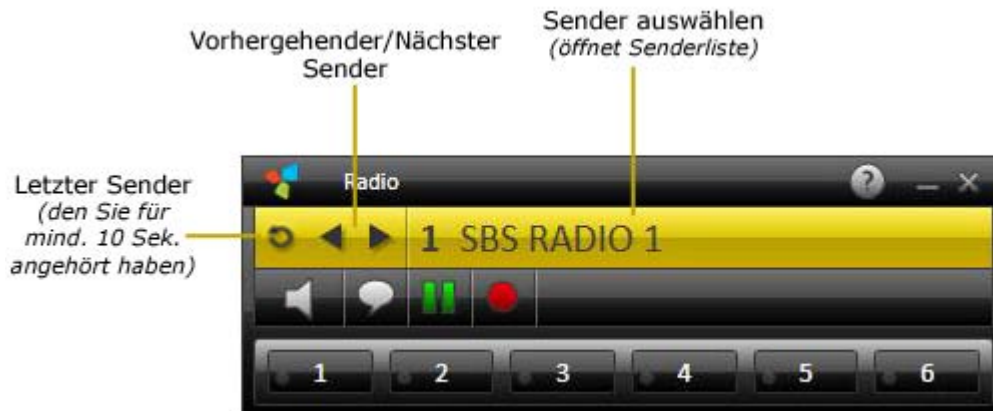 Sender auswählen
(öffnet Senderliste)
Vorhergehender/Nächster
Sender
Letzter Sender
(den Sie für
mind. 10 Sek.
angehört haben)
Radio ?
1 SBS RADIO 1
1 2 3 4 5 6